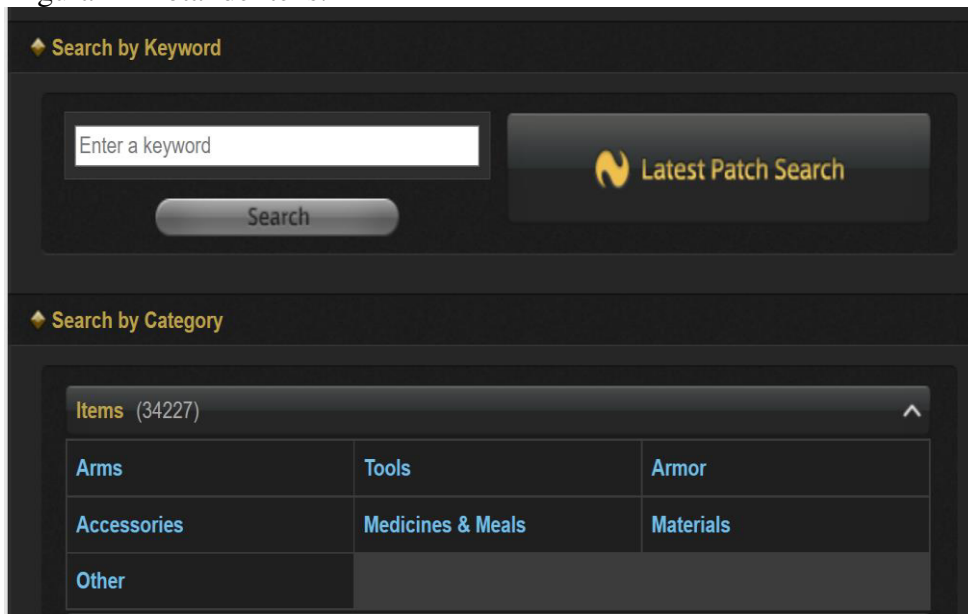 Search by Keyword
Enter a keyword
Latest Patch Search
Search
Search by Category
Items (34227)
Arms Tools Armor
Accessories Medicines & Meals Materials
Other